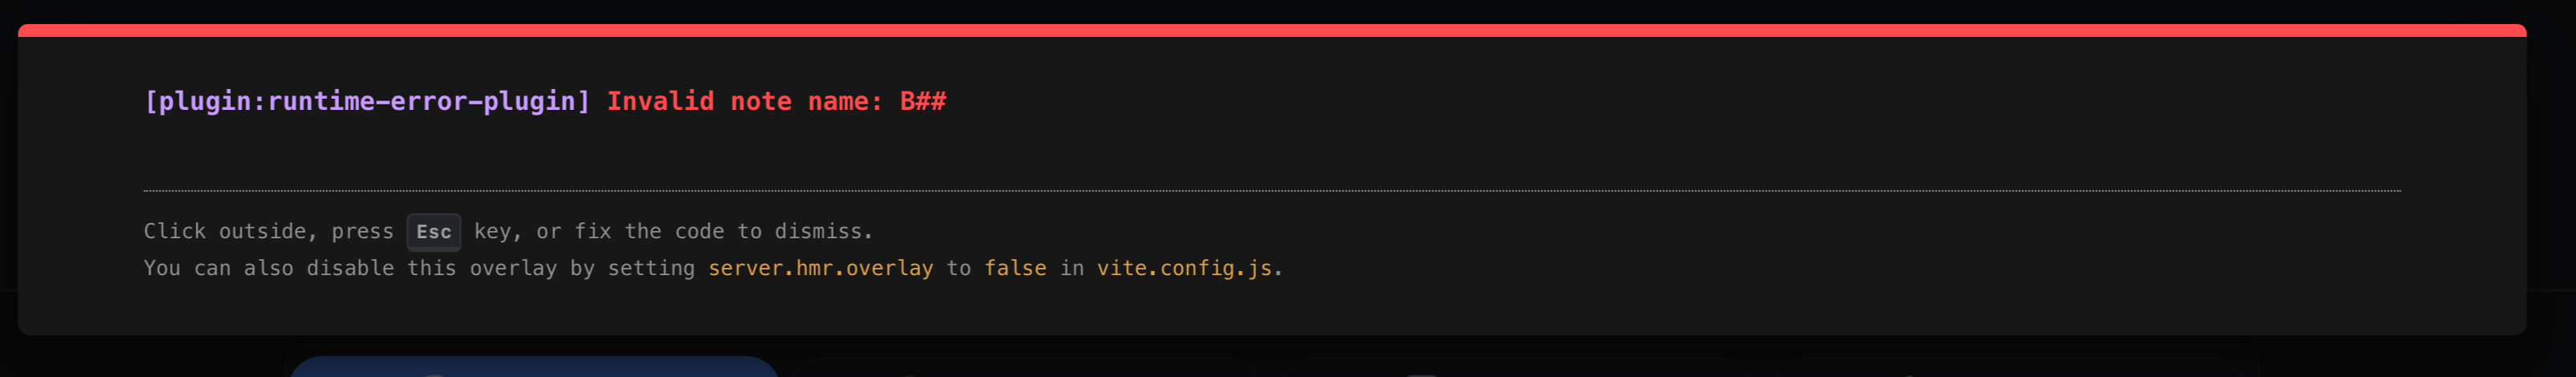 [plugin:runtime-error-plugin] Invalid note name: B##
Click outside, press Esc key, or fix the code to dismiss.
You can also disable this overlay by setting server.hmr.overlay to false in vite.config.js.